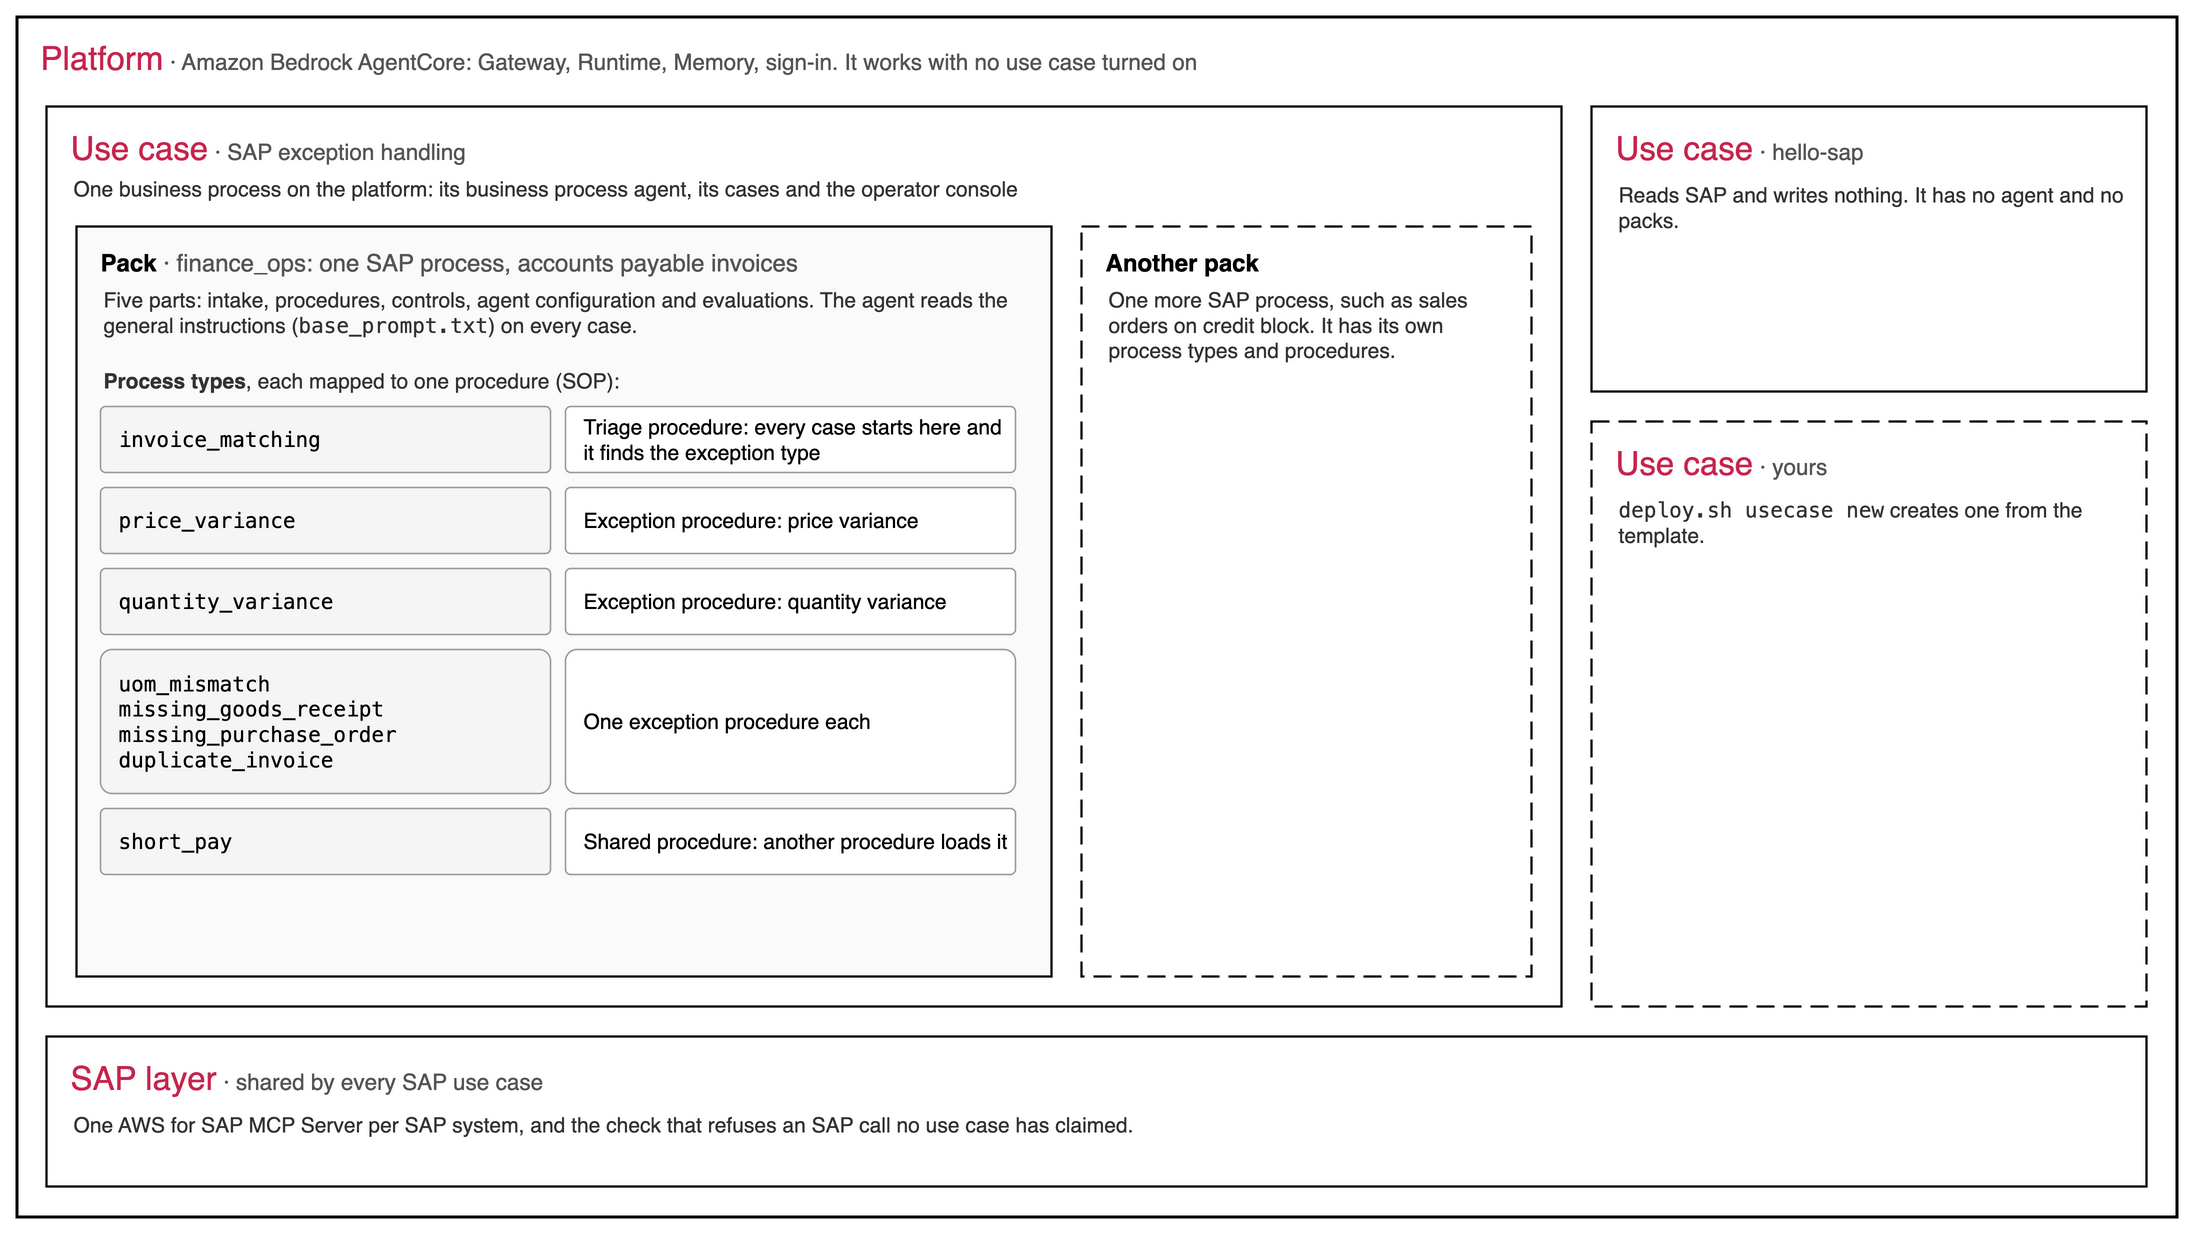 Platform · Amazon Bedrock AgentCore: Gateway, Runtime, Memory, sign-in. It works with no use case turned on
Use case · SAP exception handling
One business process on the platform: its business process agent, its cases and the operator console
Pack · finance_ops: one SAP process, accounts payable invoices
Five parts: intake, procedures, controls, agent configuration and evaluations. The agent reads the
general instructions (base_prompt.txt) on every case.
Process types, each mapped to one procedure (SOP):
invoice_matching
Triage procedure: every case starts here and
it finds the exception type
price_variance
Exception procedure: price variance
quantity_variance
Exception procedure: quantity variance
uom_mismatch
missing_goods_receipt
missing_purchase_order
duplicate_invoice
One exception procedure each
short_pay
Shared procedure: another procedure loads it
Another pack
One more SAP process, such as sales
orders on credit block. It has its own
process types and procedures.
Use case · hello-sap
Reads SAP and writes nothing. It has no agent and no
packs.
Use case · yours
deploy.sh usecase new creates one from the
template.
SAP layer · shared by every SAP use case
One AWS for SAP MCP Server per SAP system, and the check that refuses an SAP call no use case has claimed.